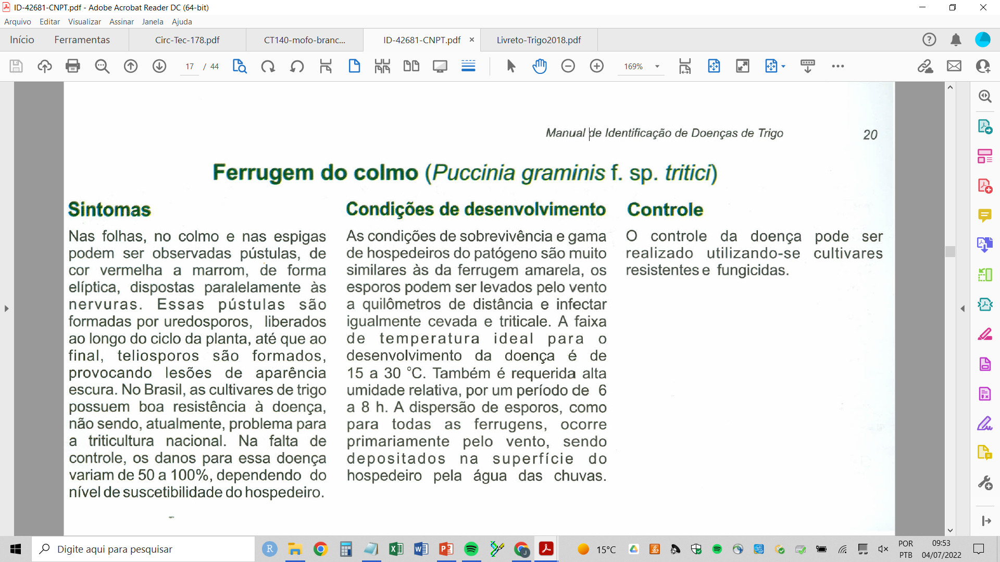 ID-42681-CNPT.pdf - Adobe Acrobat Reader DC (64-bit)
Arquivo Editar Visualizar Assinar Janela Ajuda
Início Ferramentas Circ-Tec-178.pdf CT140-mofo-branc... ID-42681-CNPT.pdf Livreto-Trigo2018.pdf
17 / 44 169%
Manual de Identificação de Doenças de Trigo 20
Ferrugem do colmo (Puccinia graminis f. sp. tritici)
Sintomas
Nas folhas, no colmo e nas espigas
podem ser observadas pústulas, de
cor vermelha a marrom, de forma
elíptica, dispostas paralelamente às
nervuras. Essas pústulas são
formadas por uredosporos, liberados
ao longo do ciclo da planta, até que ao
final, teliosporos são formados,
provocando lesões de aparência
escura. No Brasil, as cultivares de trigo
possuem boa resistência à doença,
não sendo, atualmente, problema para
a triticultura nacional. Na falta de
controle, os danos para essa doença
variam de 50 a 100%, dependendo do
nível de suscetibilidade do hospedeiro.
Condições de desenvolvimento
As condições de sobrevivência e gama
de hospedeiros do patógeno são muito
similares às da ferrugem amarela, os
esporos podem ser levados pelo vento
a quilômetros de distância e infectar
igualmente cevada e triticale. A faixa
de temperatura ideal para o
desenvolvimento da doença é de
15 a 30 °C. Também é requerida alta
umidade relativa, por um período de 6
a 8 h. A dispersão de esporos, como
para todas as ferrugens, ocorre
primariamente pelo vento, sendo
depositados na superfície do
hospedeiro pela água das chuvas.
Controle
O controle da doença pode ser
realizado utilizando-se cultivares
resistentes e fungicidas.
Digite aqui para pesquisar
15°C
POR
PTB
09:53
04/07/2022